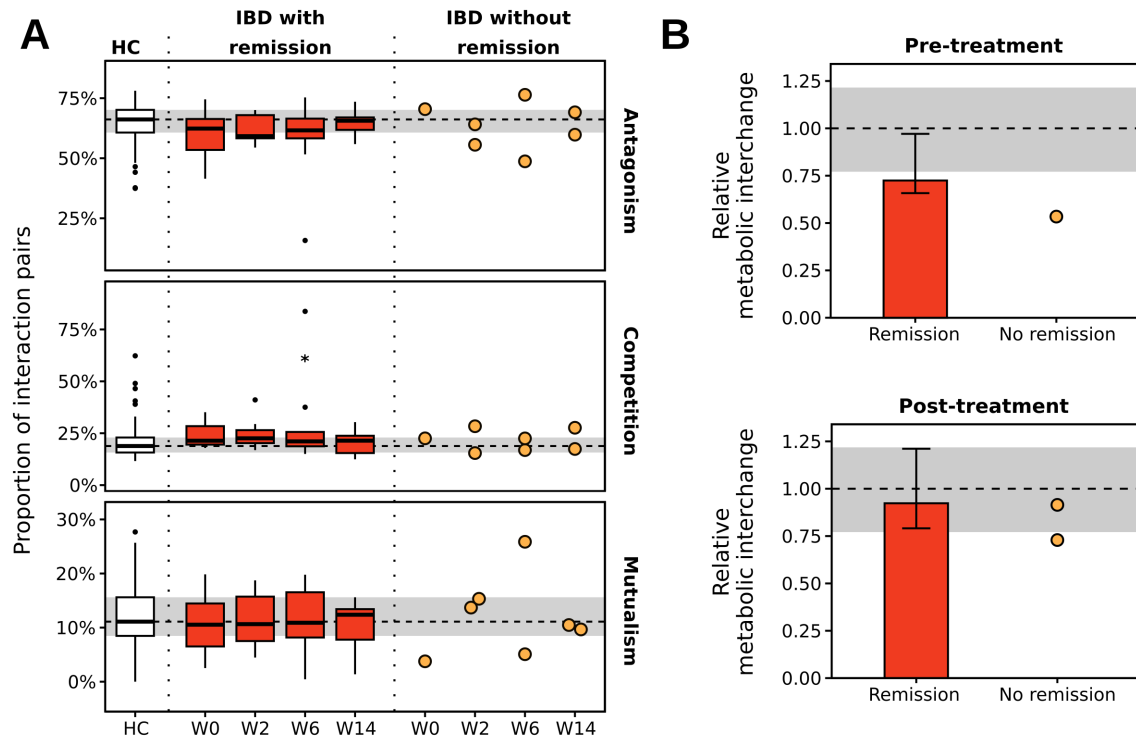 A
HC
IBD with
remission
IBD without
remission
Proportion of interaction pairs
75%
50%
25%
Antagonism
75%
50%
25%
0%
*
Competition
30%
20%
10%
0%
Mutualism
HC W0 W2 W6 W14 W0 W2 W6 W14
B
Pre-treatment
Relative
metabolic interchange
1.25
1.00
0.75
0.50
0.25
0.00
Remission No remission
Post-treatment
Relative
metabolic interchange
1.25
1.00
0.75
0.50
0.25
0.00
Remission No remission